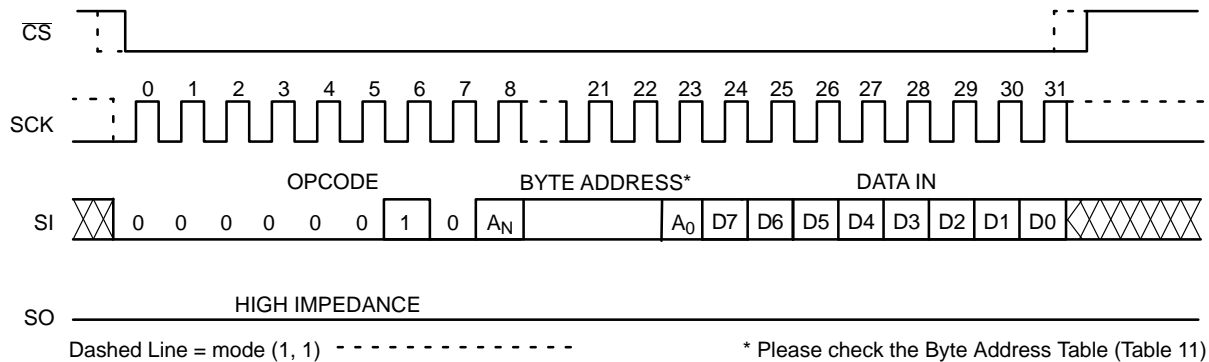 CS
0 1 2 3 4 5 6 7 8 21 22 23 24 25 26 27 28 29 30 31
SCK
OPCODE BYTE ADDRESS* DATA IN
SI 0 0 0 0 0 0 1 0 AN A0 D7 D6 D5 D4 D3 D2 D1 D0
HIGH IMPEDANCE
SO
Dashed Line = mode (1, 1) * Please check the Byte Address Table (Table 11)